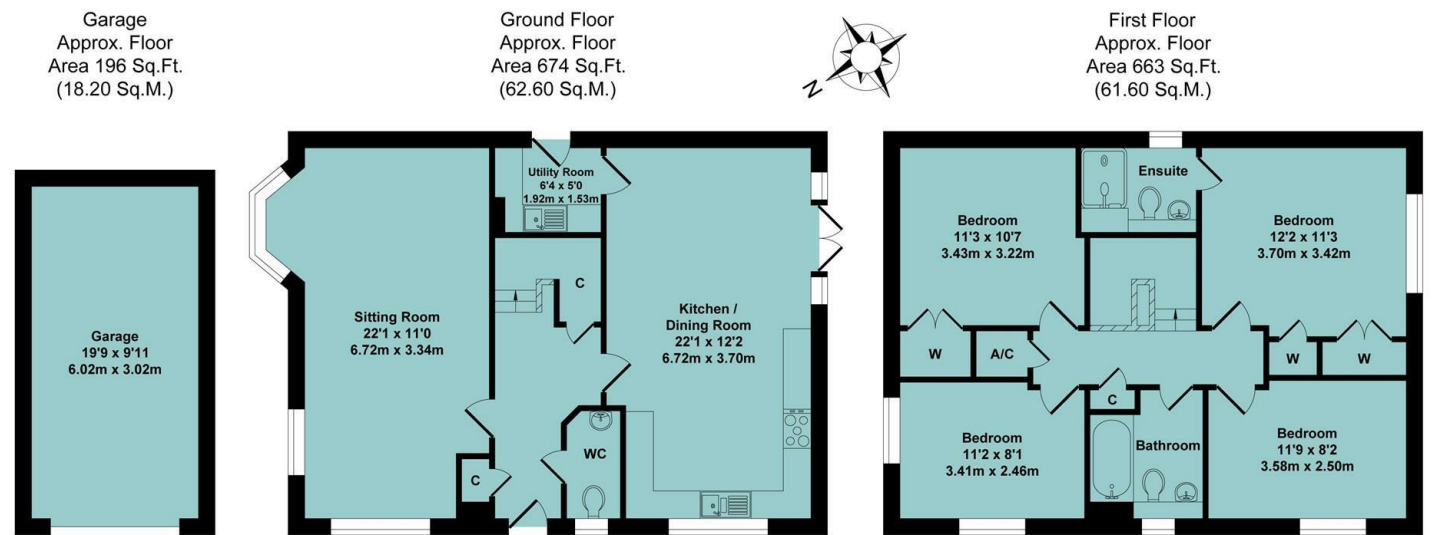 Garage
Approx. Floor
Area 196 Sq.Ft.
(18.20 Sq.M.)
Ground Floor
Approx. Floor
Area 674 Sq.Ft.
(62.60 Sq.M.)
N
First Floor
Approx. Floor
Area 663 Sq.Ft.
(61.60 Sq.M.)
Garage
19'9 x 9'11
6.02m x 3.02m
Utility Room
6'4 x 5'0
1.92m x 1.53m
C
Sitting Room
22'1 x 11'0
6.72m x 3.34m
Kitchen /
Dining Room
22'1 x 12'2
6.72m x 3.70m
WC
C
Ensuite
Bedroom
11'3 x 10'7
3.43m x 3.22m
Bedroom
12'2 x 11'3
3.70m x 3.42m
W
A/C
W
W
C
Bedroom
11'2 x 8'1
3.41m x 2.46m
Bathroom
Bedroom
11'9 x 8'2
3.58m x 2.50m